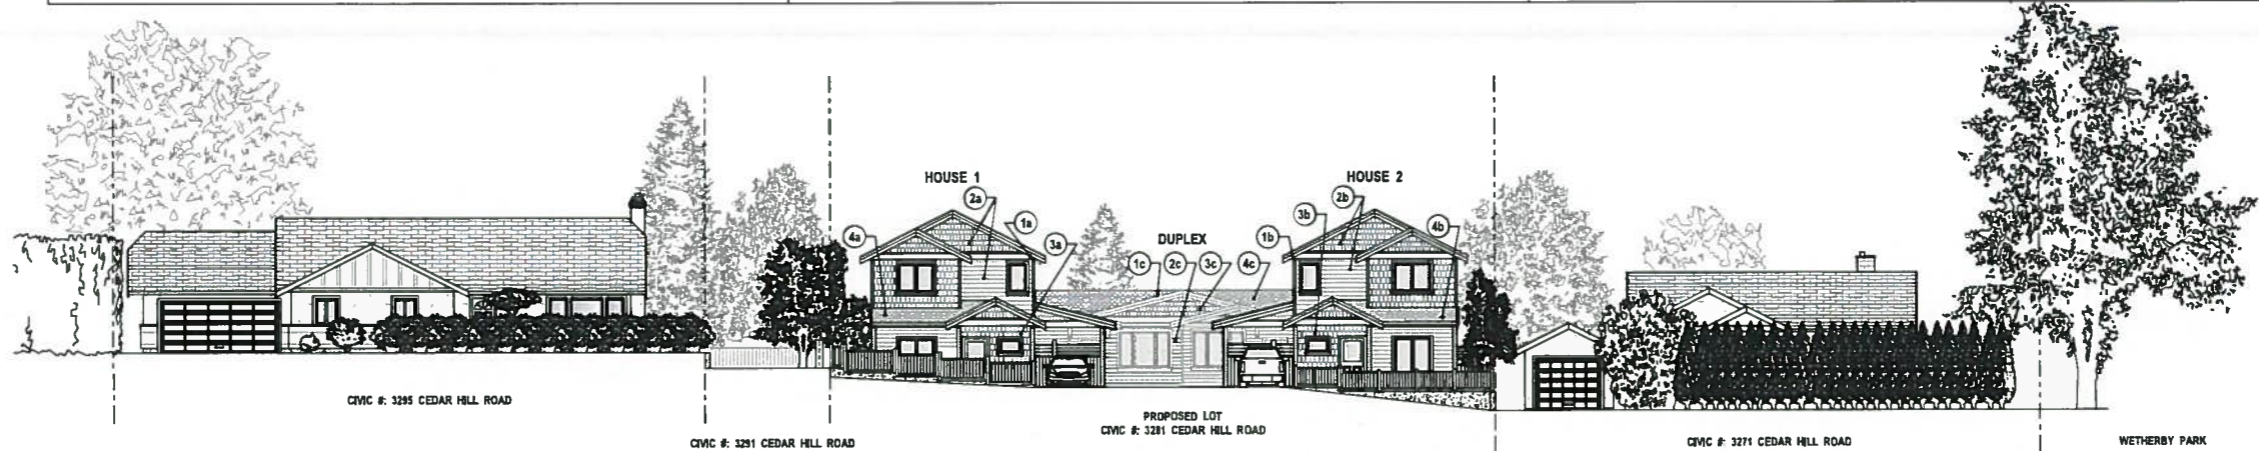 HOUSE 1
2a
1a
4a
3a
DUPLEX
1c
2c
3c
4c
HOUSE 2
2b
3b
1b
4b
CIVIC #: 3295 CEDAR HILL ROAD
CIVIC #: 3291 CEDAR HILL ROAD
PROPOSED LOT
CIVIC #: 3281 CEDAR HILL ROAD
CIVIC #: 3271 CEDAR HILL ROAD
WETHERBY PARK